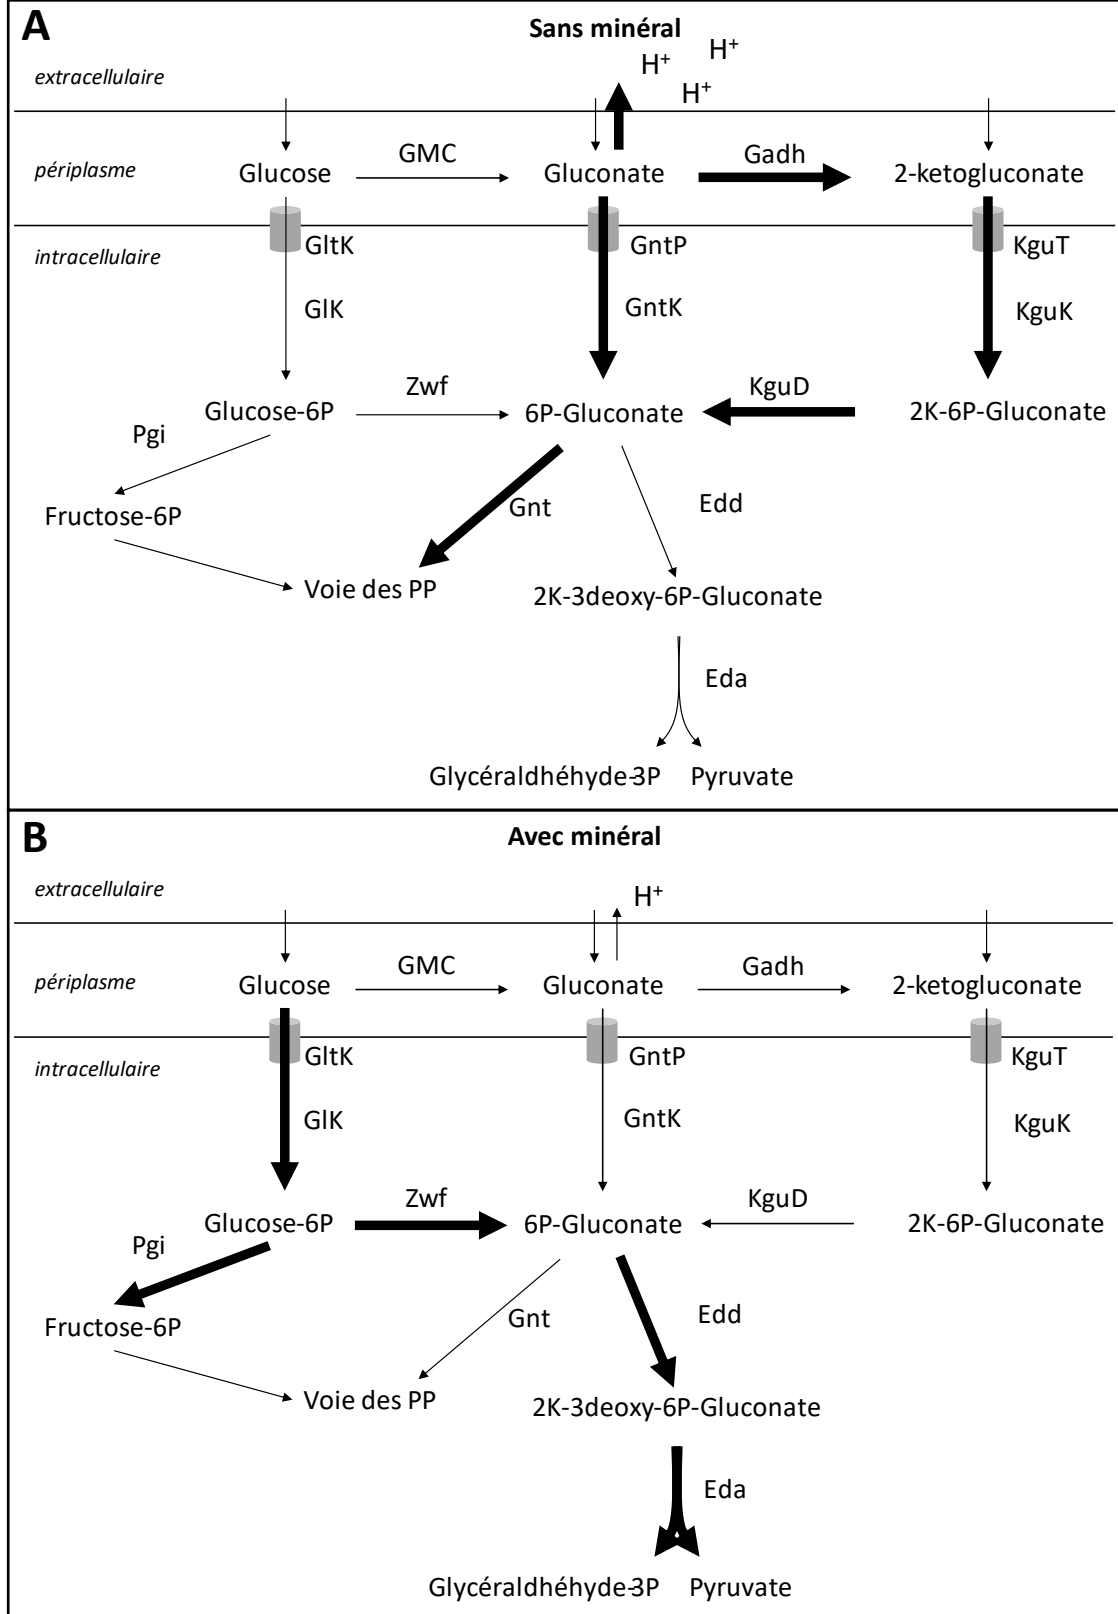 A
Sans minéral
H+
H+
H+
extracellulaire
périplasme
Glucose
GMC
Gluconate
Gadh
2-ketogluconate
intracellulaire
GltK
GntP
KguT
GlK
GntK
KguK
Glucose-6P
Zwf
6P-Gluconate
KguD
2K-6P-Gluconate
Pgi
Fructose-6P
Gnt
Edd
Voie des PP
2K-3deoxy-6P-Gluconate
Eda
Glycéraldhéhyde-3P
Pyruvate
B
Avec minéral
extracellulaire
H+
périplasme
Glucose
GMC
Gluconate
Gadh
2-ketogluconate
intracellulaire
GltK
GntP
KguT
GlK
GntK
KguK
Glucose-6P
Zwf
6P-Gluconate
KguD
2K-6P-Gluconate
Pgi
Fructose-6P
Gnt
Edd
Voie des PP
2K-3deoxy-6P-Gluconate
Eda
Glycéraldhéhyde-3P
Pyruvate